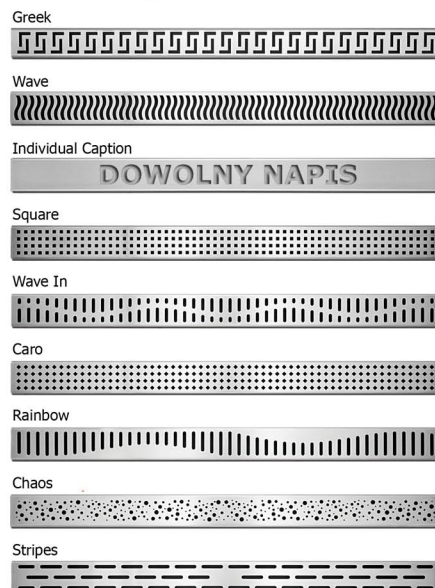 Greek
Wave
Individual Caption
DOWOLNY NAPIS
Square
Wave In
Caro
Rainbow
Chaos
Stripes